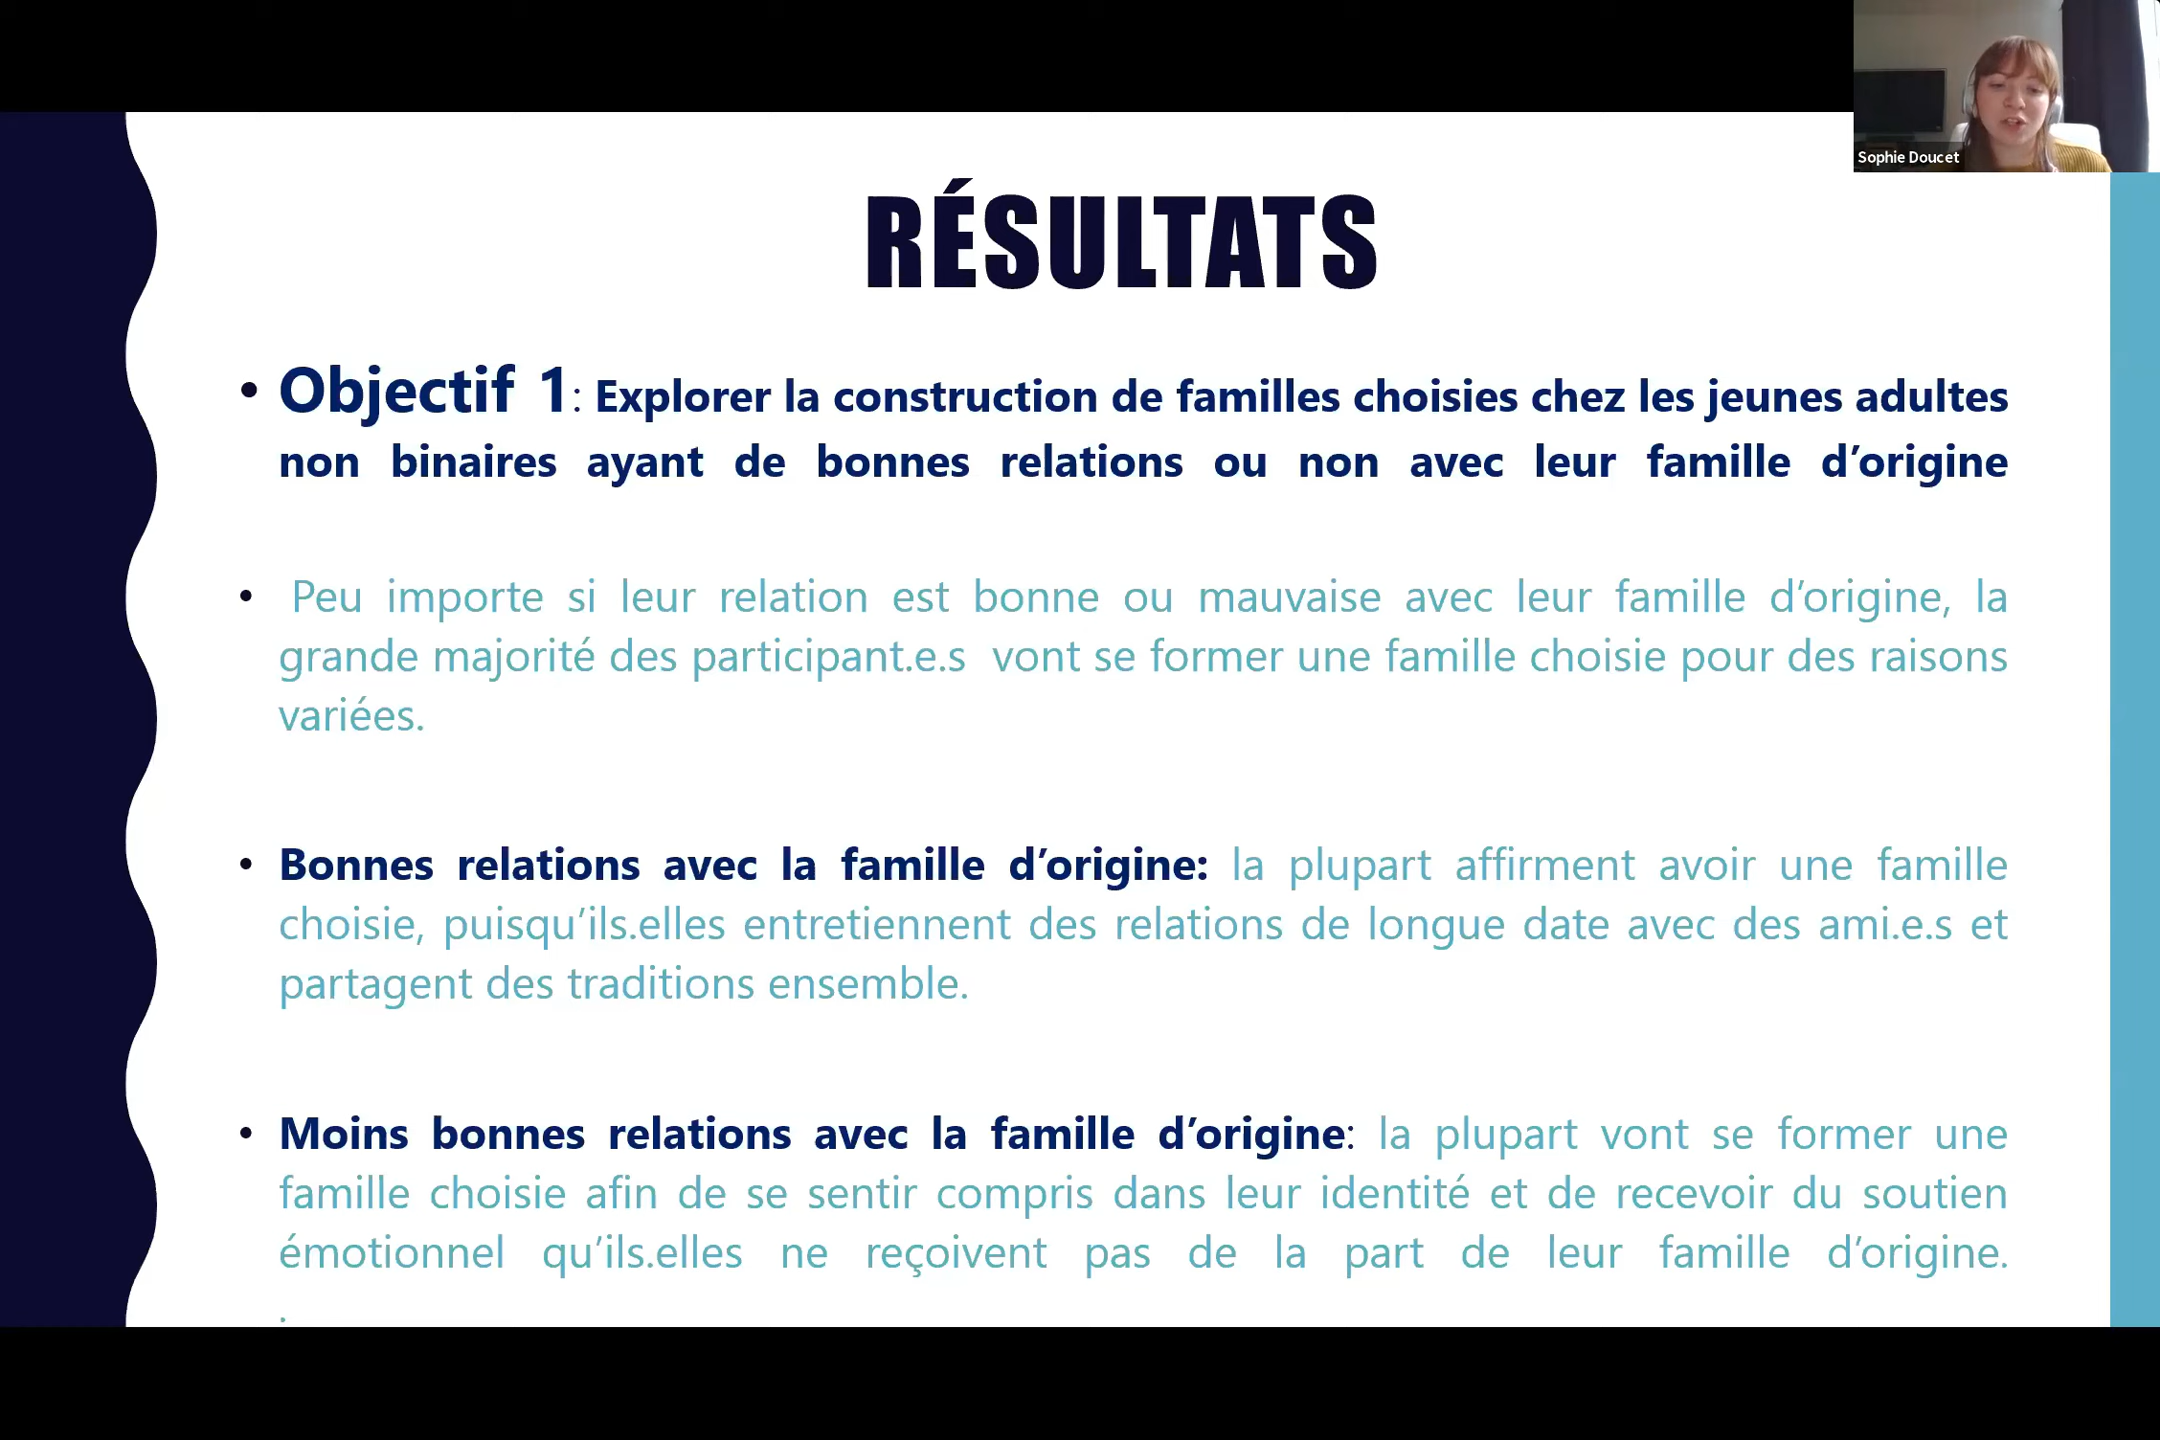 Sophie Doucet
RÉSULTATS
• Objectif 1: Explorer la construction de familles choisies chez les jeunes adultes
non binaires ayant de bonnes relations ou non avec leur famille d’origine
• Peu importe si leur relation est bonne ou mauvaise avec leur famille d’origine, la
grande majorité des participant.e.s vont se former une famille choisie pour des raisons
variées.
• Bonnes relations avec la famille d’origine: la plupart affirment avoir une famille
choisie, puisqu’ils.elles entretiennent des relations de longue date avec des ami.e.s et
partagent des traditions ensemble.
• Moins bonnes relations avec la famille d’origine: la plupart vont se former une
famille choisie afin de se sentir compris dans leur identité et de recevoir du soutien
émotionnel qu’ils.elles ne reçoivent pas de la part de leur famille d’origine.
.